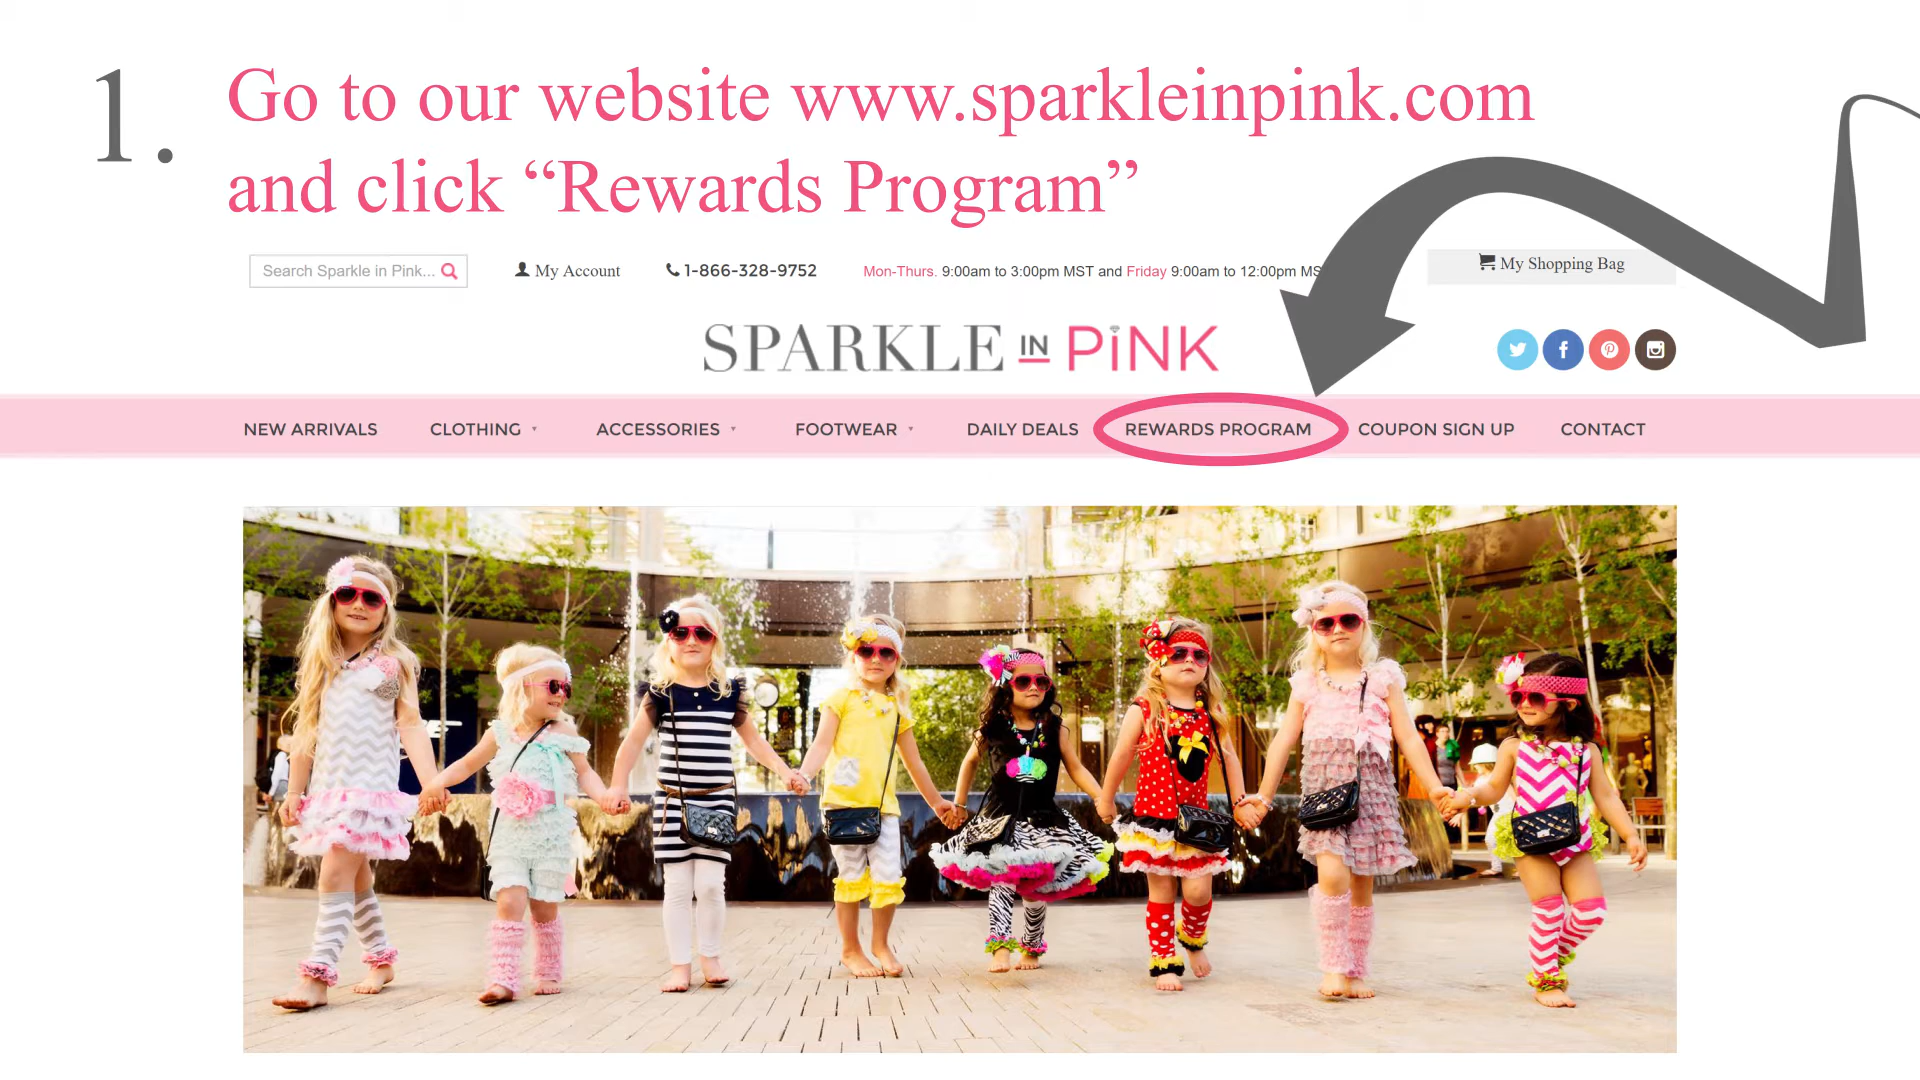 1. Go to our website www.sparkleinpink.com
and click “Rewards Program”
Search Sparkle in Pink... My Account 1-866-328-9752 Mon-Thurs. 9:00am to 3:00pm MST and Friday 9:00am to 12:00pm My Shopping Bag
SPARKLE IN PiNK
NEW ARRIVALS CLOTHING ACCESSORIES FOOTWEAR DAILY DEALS REWARDS PROGRAM COUPON SIGN UP CONTACT